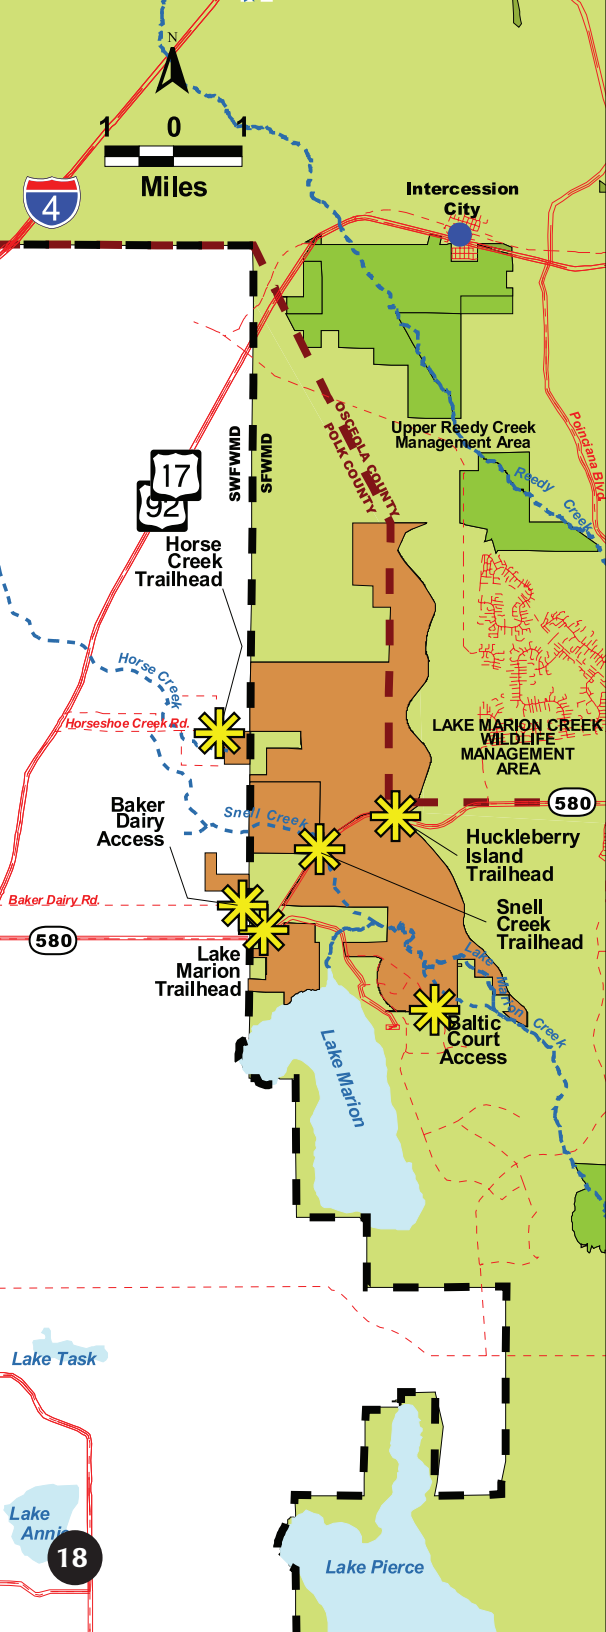 N
1 0 1
Miles
4
Intercession
City
OSCEOLA COUNTY
POLK COUNTY
SWFWMD
SFWMD
Upper Reedy Creek
Management Area
Poinciana Blvd.
Reedy Creek
17
92
Horse
Creek
Trailhead
Horse Creek
Horseshoe Creek Rd.
LAKE MARION CREEK
WILDLIFE
MANAGEMENT
AREA
580
Baker
Dairy
Access
Snell Creek
Huckleberry
Island
Trailhead
Baker Dairy Rd.
Snell
Creek
Trailhead
580
Lake
Marion
Trailhead
Lake Marion Creek
Baltic
Court
Access
Lake Marion
Lake Task
Lake
Annie
18
Lake Pierce